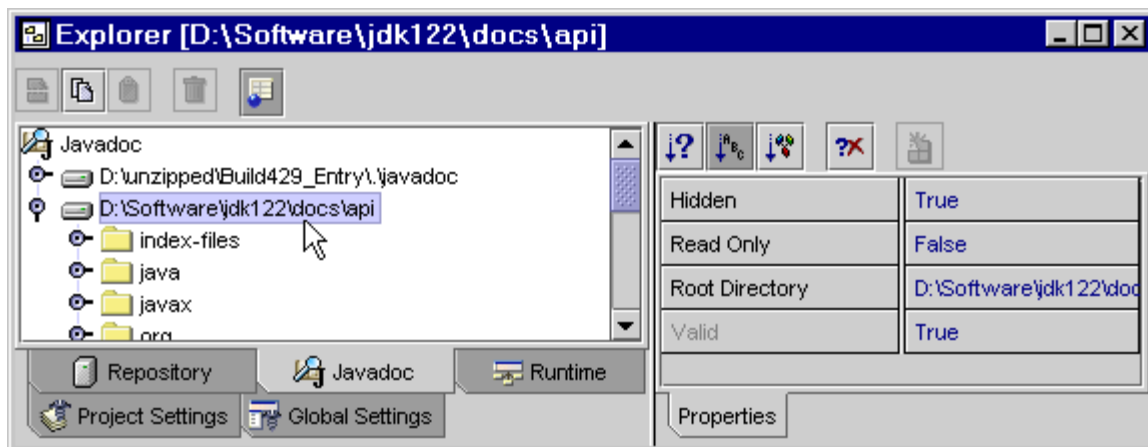 Explorer [D:\Software\jdk122\docs\api]
Javadoc
D:\unzipped\Build429_Entry\.\javadoc
D:\Software\jdk122\docs\api
index-files
java
javax
org
Repository
Javadoc
Runtime
Project Settings
Global Settings
Hidden True
Read Only False
Root Directory D:\Software\jdk122\doc
Valid True
Properties